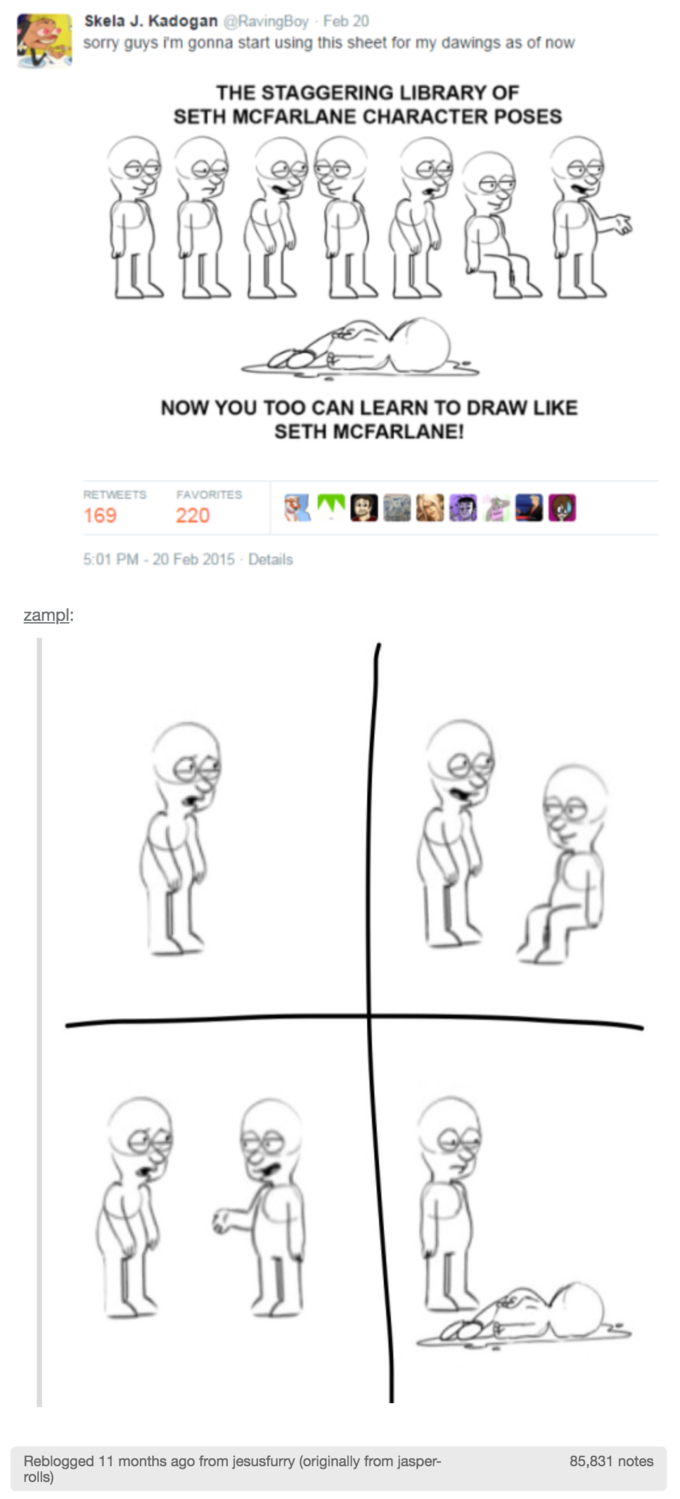 Skela J. Kadogan @RavingBoy · Feb 20
sorry guys i'm gonna start using this sheet for my dawings as of now
THE STAGGERING LIBRARY OF
SETH MCFARLANE CHARACTER POSES
NOW YOU TOO CAN LEARN TO DRAW LIKE
SETH MCFARLANE!
RETWEETS FAVORITES
169 220
5:01 PM - 20 Feb 2015 · Details
zampl:
Reblogged 11 months ago from jesusfurry (originally from jasper-
rolls)
85,831 notes